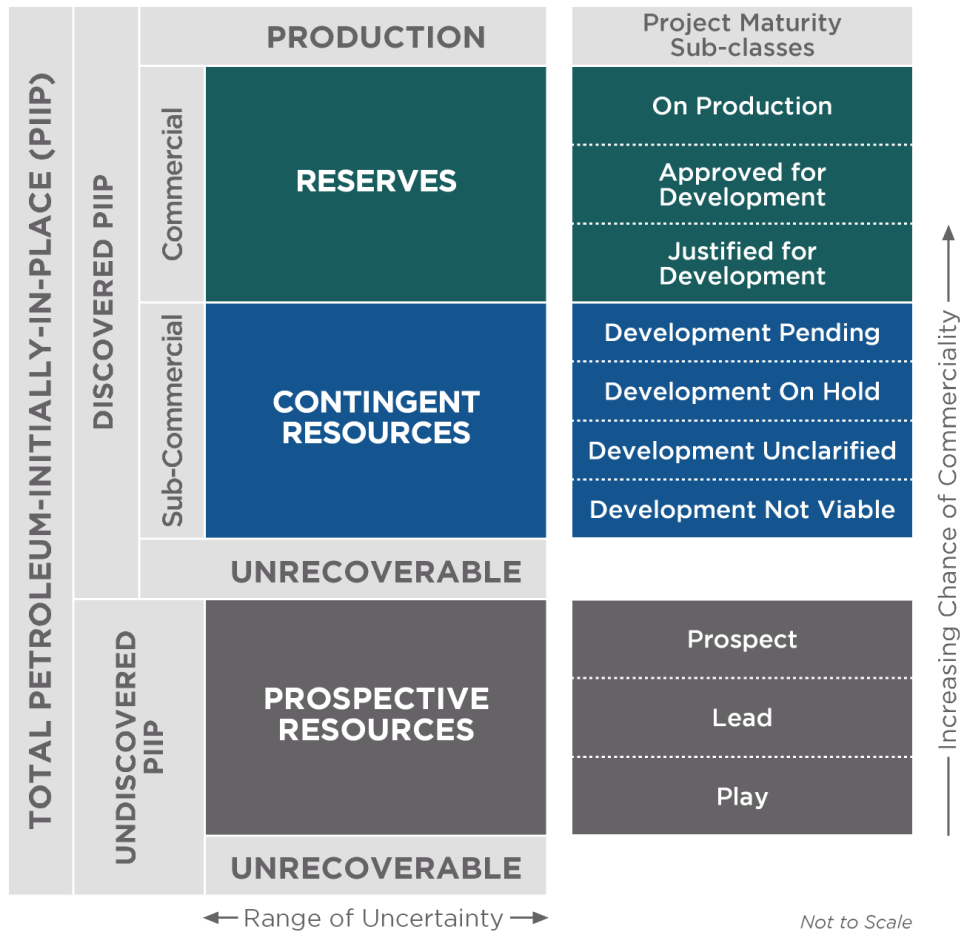 TOTAL PETROLEUM-INITIALLY-IN-PLACE (PIIP)
DISCOVERED PIIP
Commercial
Sub-Commercial
UNDISCOVERED
PIIP
PRODUCTION
RESERVES
CONTINGENT
RESOURCES
UNRECOVERABLE
PROSPECTIVE
RESOURCES
UNRECOVERABLE
Range of Uncertainty
Project Maturity
Sub-classes
On Production
Approved for
Development
Justified for
Development
Development Pending
Development On Hold
Development Unclarified
Development Not Viable
Prospect
Lead
Play
Increasing Chance of Commerciality
Not to Scale